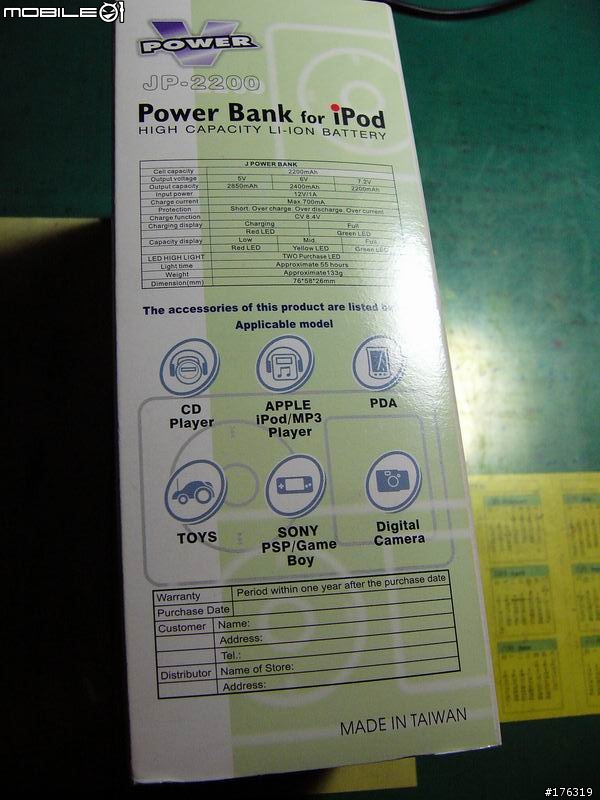 MOBILE01
V POWER
JP-2200
Power Bank for iPod
HIGH CAPACITY LI-ION BATTERY
J POWER BANK
Cell capacity 2200mAh
Output voltage 5V 6V 7.2V
Output capacity 2850mAh 2400mAh 2200mAh
Input power 12V/1A
Charge current Max 700mA
Protection Short. Over charge. Over discharge. Over current
Charge function CV 8.4V
Charging display Charging Full
Red LED Green LED
Capacity display Low Mid Full
Red LED Yellow LED Green LED
LED HIGH LIGHT TWO Purchase LED
Light time Approximate 55 hours
Weight Approximate133g
Dimension(mm) 76*58*26mm
The accessories of this product are listed
Applicable model
CD Player
APPLE iPod/MP3 Player
PDA
TOYS
SONY PSP/Game Boy
Digital Camera
Warranty Period within one year after the purchase date
Purchase Date
Customer Name:
Address:
Tel.:
Distributor Name of Store:
Address:
MADE IN TAIWAN
#176319